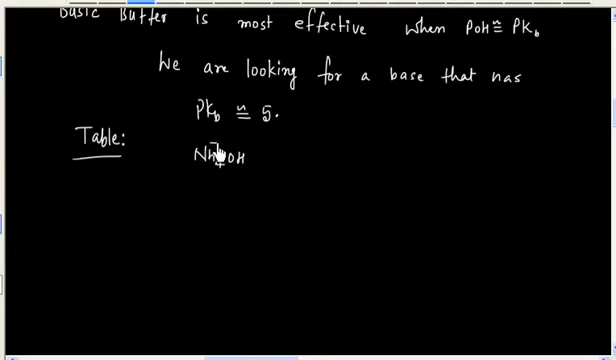 Basic Buffer is most effective when POH ≅ PKb
We are looking for a base that has
PKb ≅ 5.
Table:
NH4OH